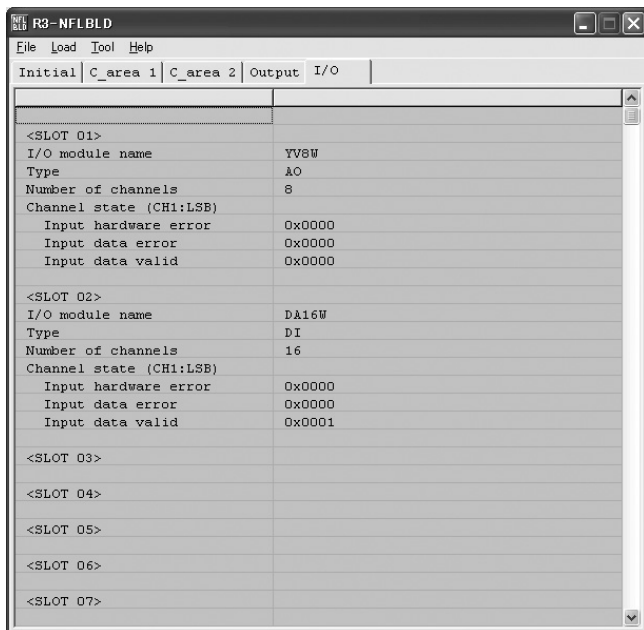 NFL
BLD R3-NFLBLD
File Load Tool Help
Initial C_area 1 C_area 2 Output I/O
<SLOT 01>
I/O module name YV8W
Type AO
Number of channels 8
Channel state (CH1:LSB)
Input hardware error 0x0000
Input data error 0x0000
Input data valid 0x0000
<SLOT 02>
I/O module name DA16W
Type DI
Number of channels 16
Channel state (CH1:LSB)
Input hardware error 0x0000
Input data error 0x0000
Input data valid 0x0001
<SLOT 03>
<SLOT 04>
<SLOT 05>
<SLOT 06>
<SLOT 07>